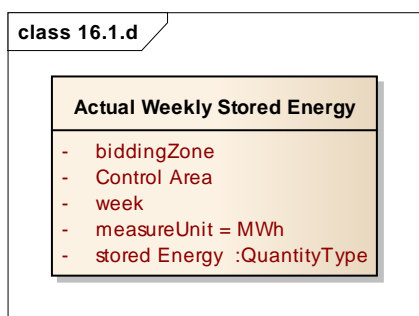 class 16.1.d
Actual Weekly Stored Energy
- biddingZone
- Control Area
- week
- measureUnit = MWh
- stored Energy :QuantityType